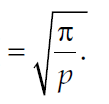 = √(π/p).